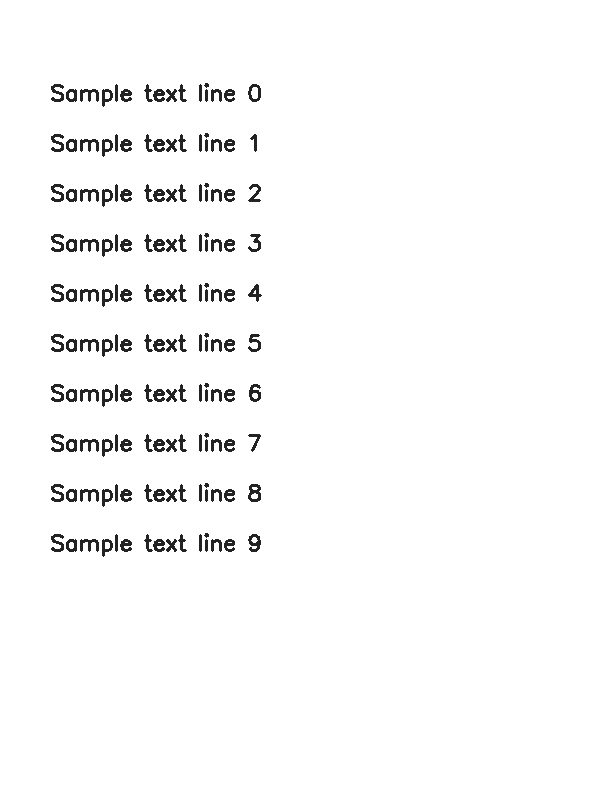 Sample text line 0
Sample text line 1
Sample text line 2
Sample text line 3
Sample text line 4
Sample text line 5
Sample text line 6
Sample text line 7
Sample text line 8
Sample text line 9